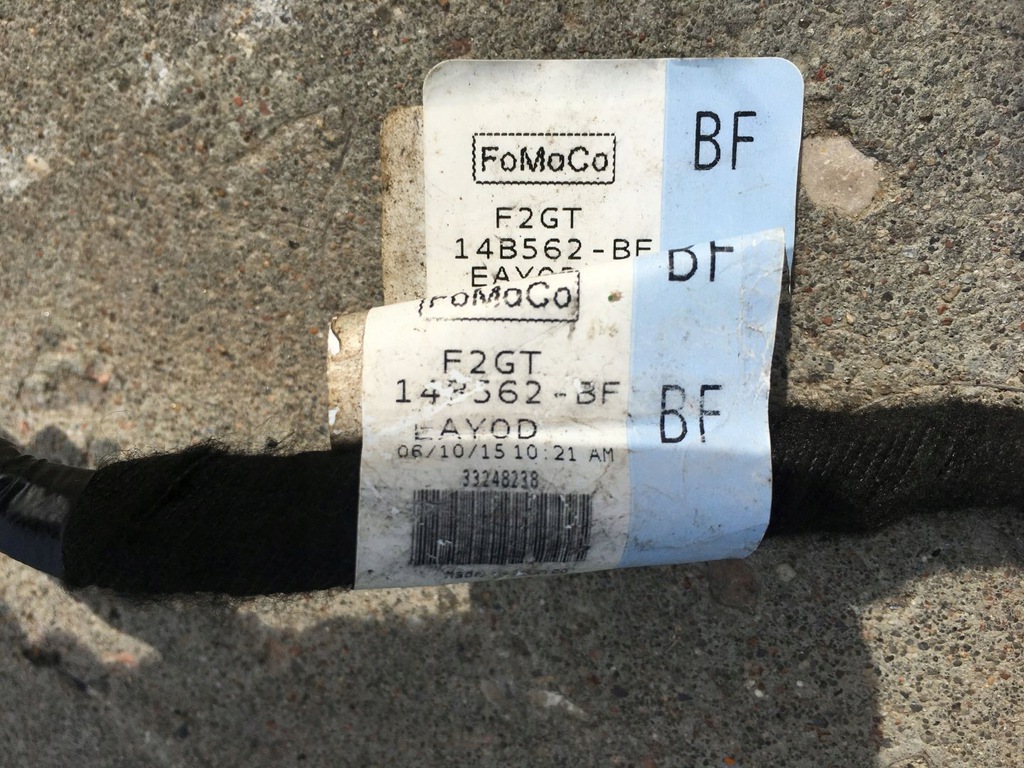 FoMoCo
BF
F2GT
14B562-BF
EAYOD
BF
FoMoCo
F2GT
14B562-BF
BF
EAYOD
06/10/15 10:21 AM
33248238